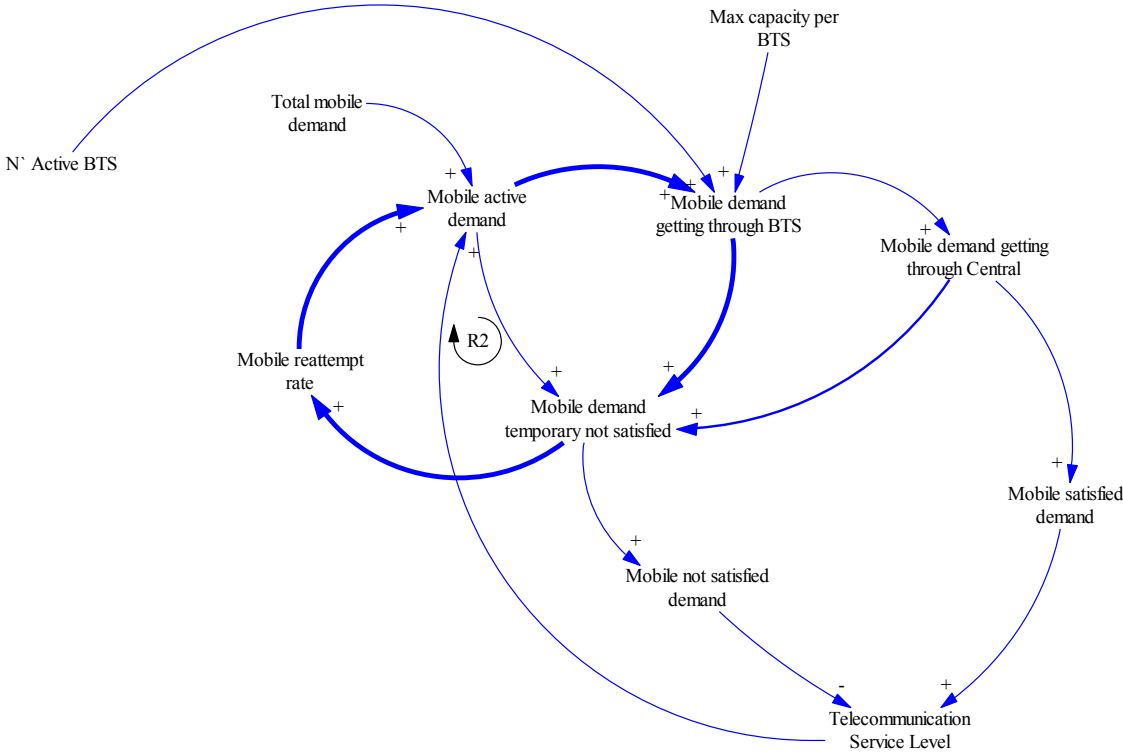 Max capacity per
BTS
Total mobile
demand
N` Active BTS
+
+
Mobile active
demand
+
+
+
Mobile demand
getting through BTS
+
+
+
Mobile demand getting
through Central
R2
Mobile reattempt
rate
+
+
+
Mobile demand
temporary not satisfied
+
+
Mobile satisfied
demand
+
Mobile not satisfied
demand
-
+
Telecommunication
Service Level